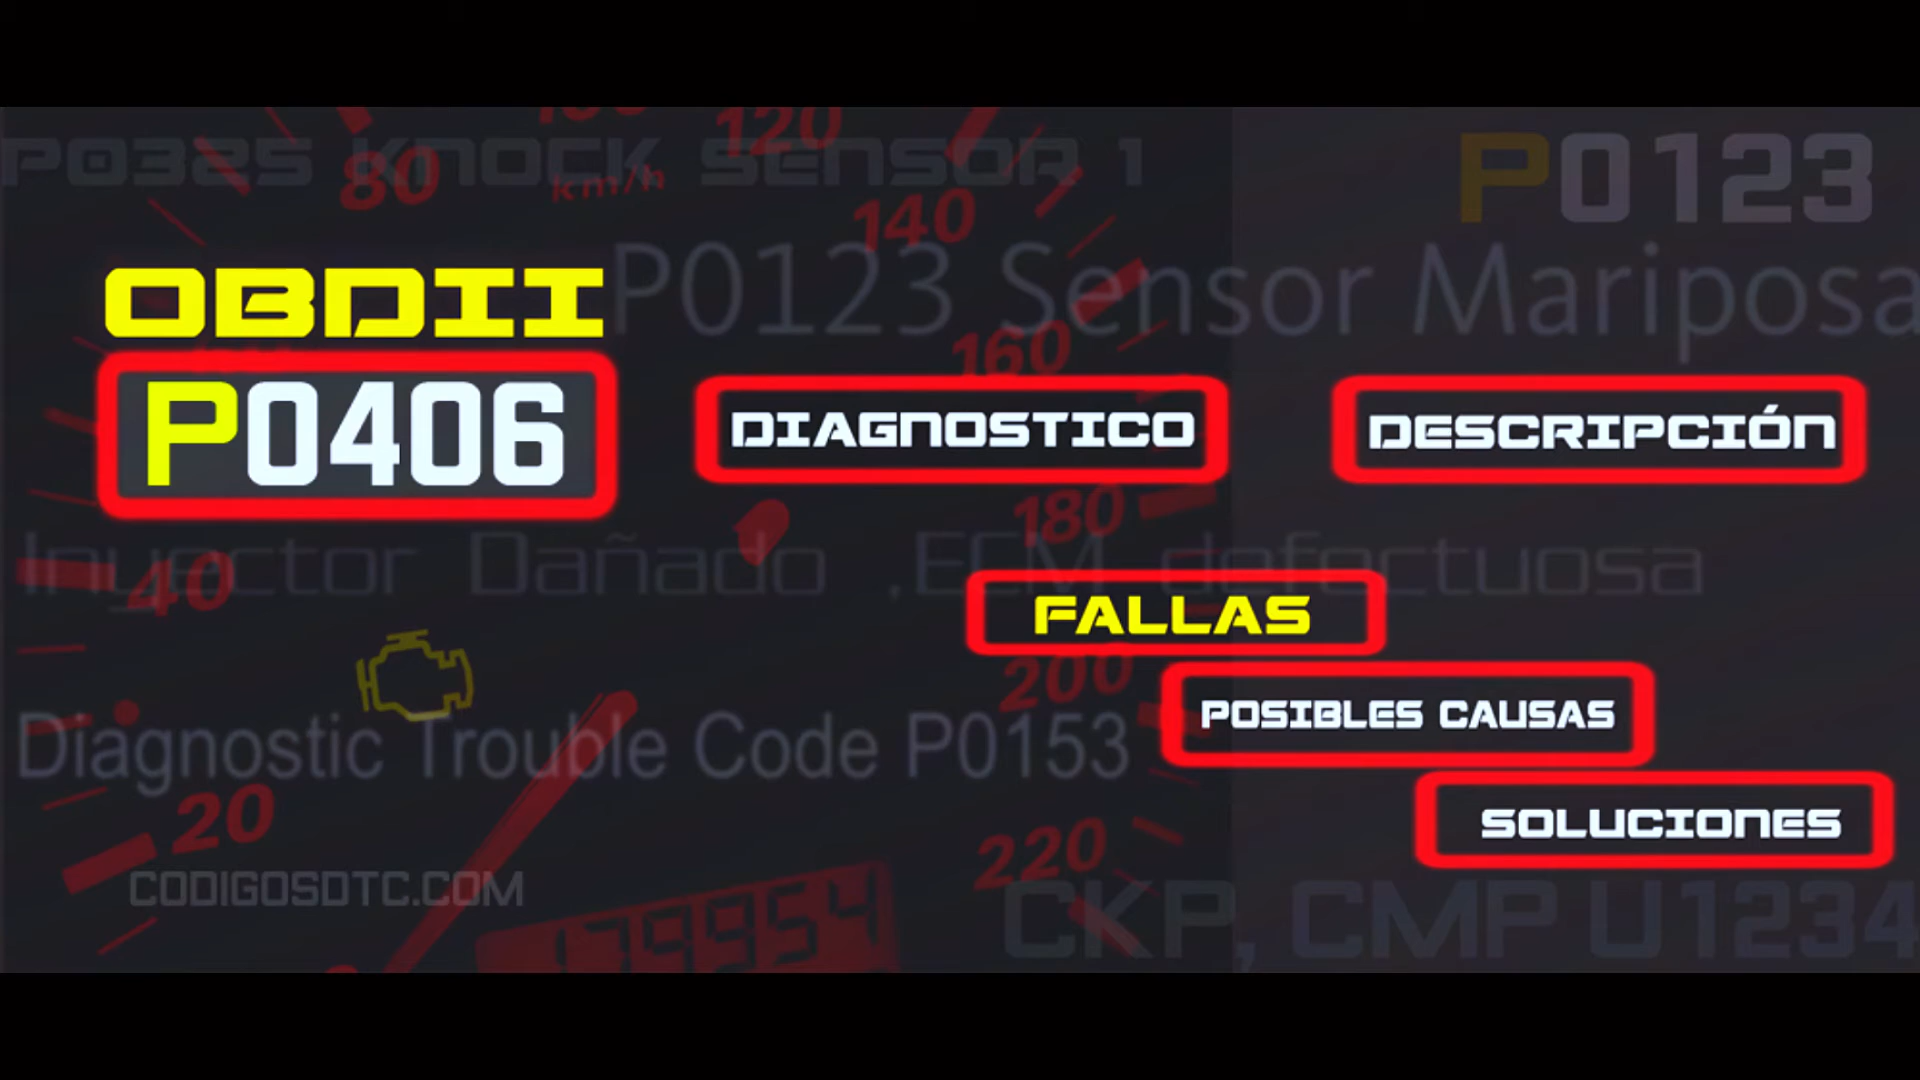 P0325 KNOCK SENSOR 1
P0123
80
km/h
120
140
P0123 Sensor Mariposa
OBDII
160
P0406
DIAGNOSTICO
DESCRIPCIÓN
180
Inyector Dañado ,ECM defectuosa
40
FALLAS
200
POSIBLES CAUSAS
Diagnostic Trouble Code P0153
20
SOLUCIONES
220
CODIGOSDTC.COM
179954
CKP, CMP U1234